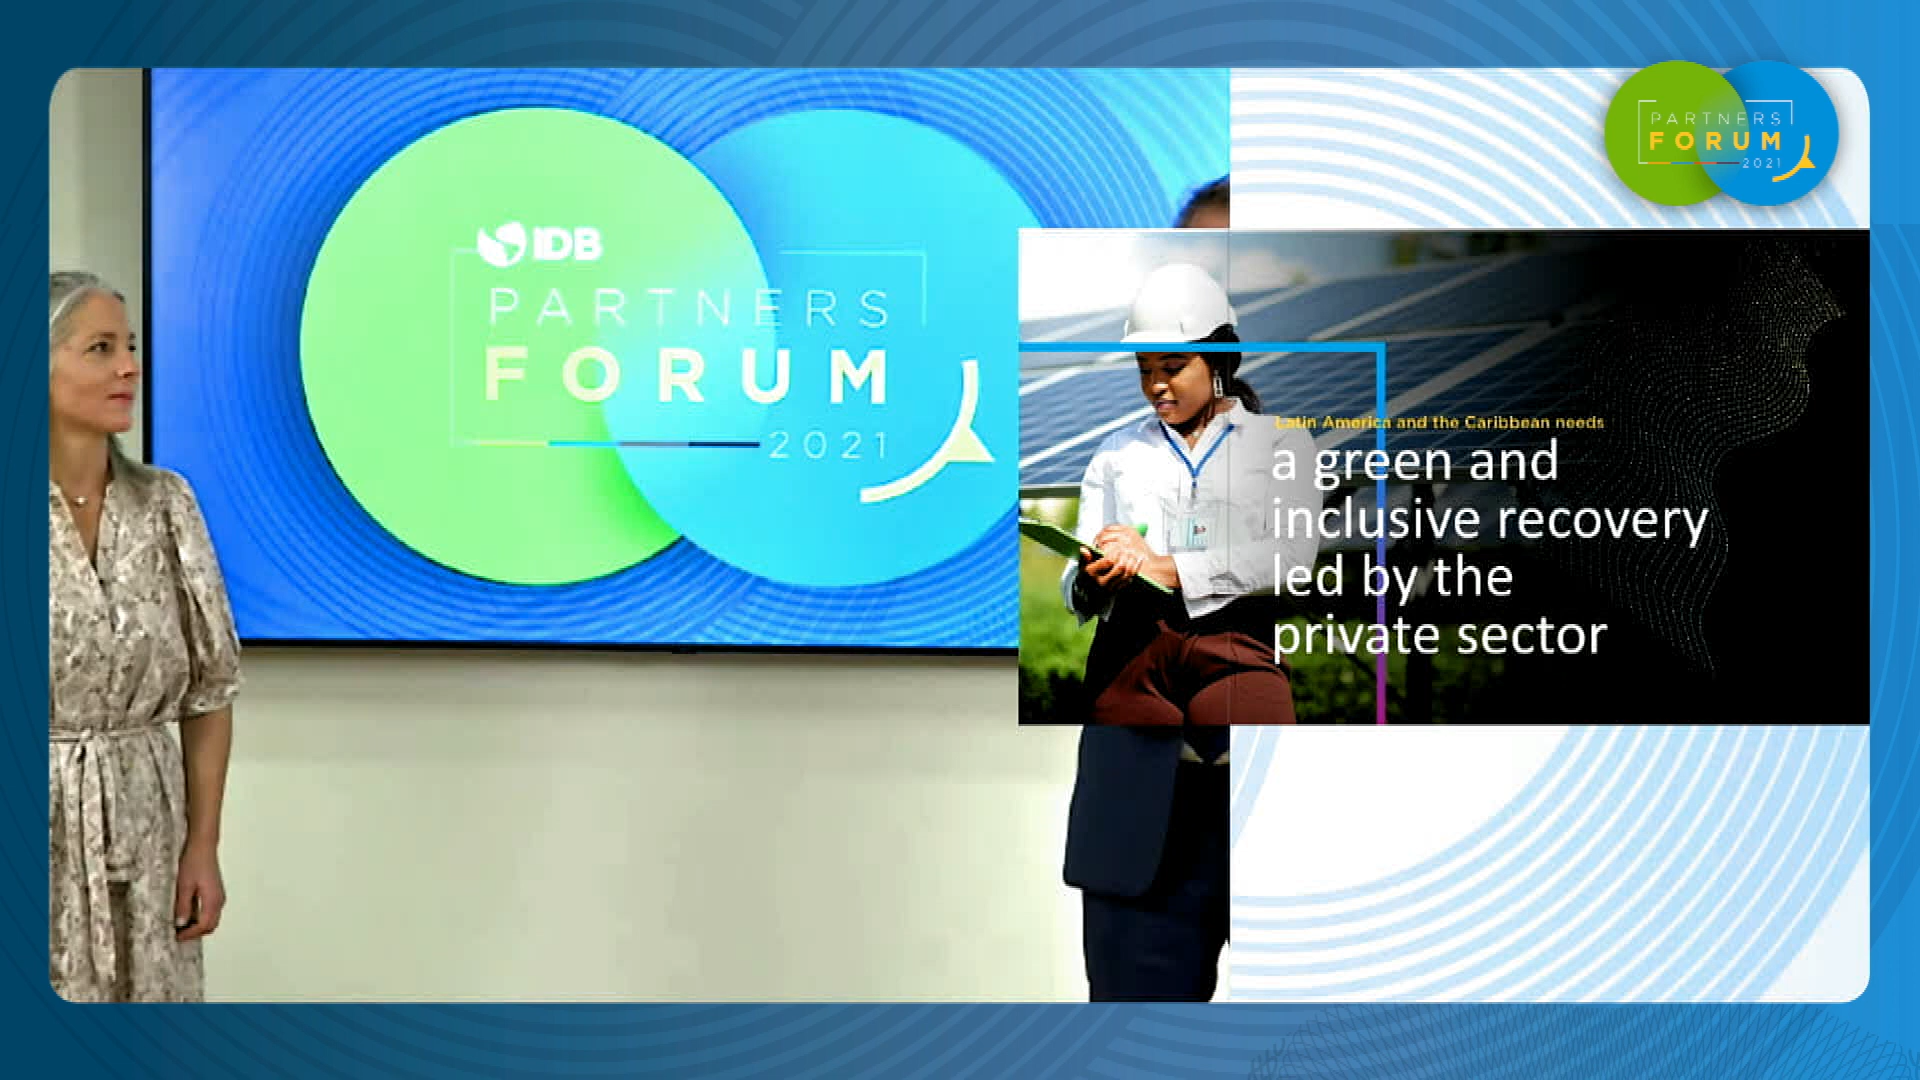 IDB
PARTNERS
FORUM
2021
PARTNERS
FORUM
2021
Latin America and the Caribbean needs
a green and
inclusive recovery
led by the
private sector